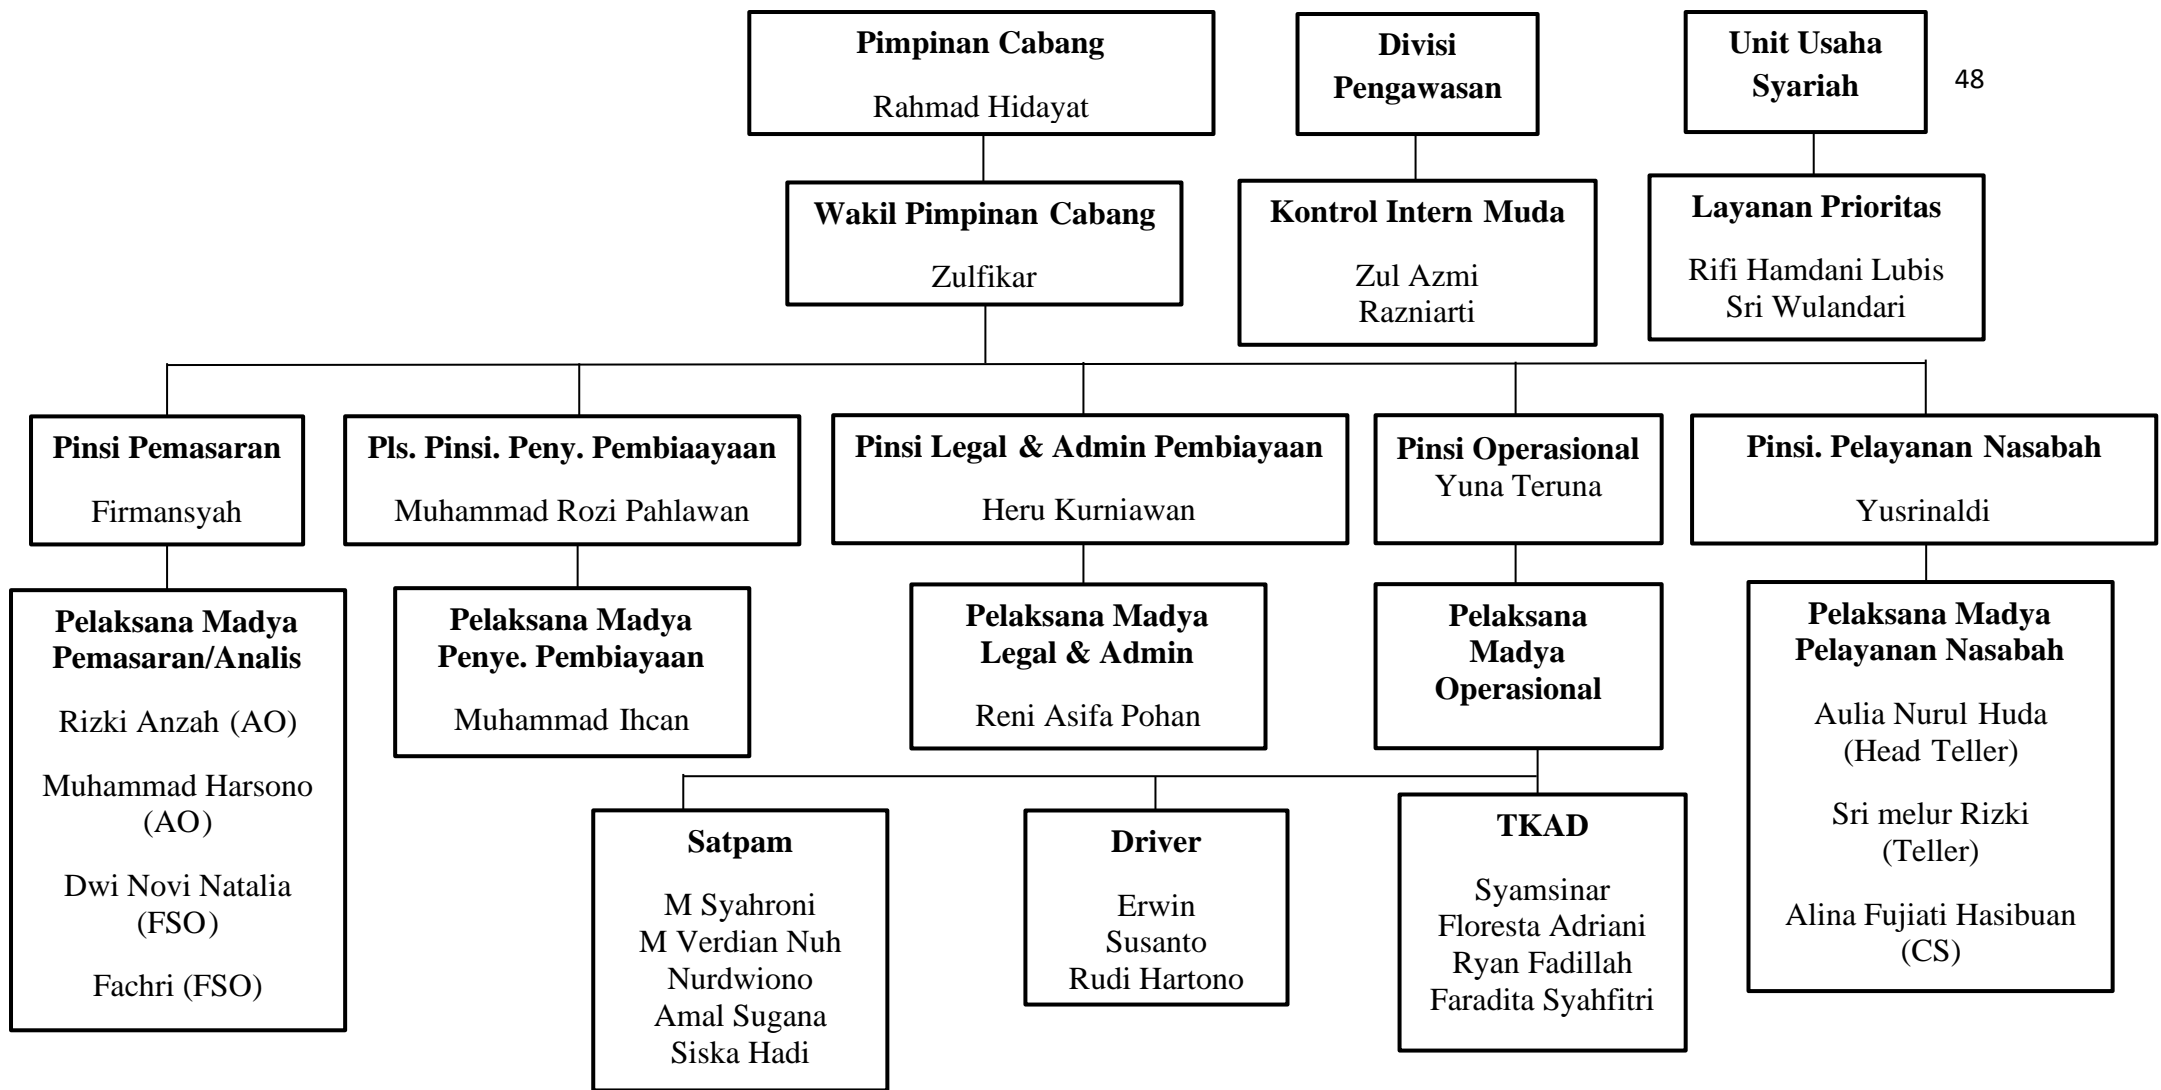 Pimpinan Cabang
Rahmad Hidayat
Divisi
Pengawasan
Unit Usaha
Syariah
48
Wakil Pimpinan Cabang
Zulfikar
Kontrol Intern Muda
Zul Azmi
Razniarti
Layanan Prioritas
Rifi Hamdani Lubis
Sri Wulandari
Pinsi Pemasaran
Firmansyah
Pls. Pinsi. Peny. Pembiaayaan
Muhammad Rozi Pahlawan
Pinsi Legal & Admin Pembiayaan
Heru Kurniawan
Pinsi Operasional
Yuna Teruna
Pinsi. Pelayanan Nasabah
Yusrinaldi
Pelaksana Madya
Pemasaran/Analis
Rizki Anzah (AO)
Muhammad Harsono
(AO)
Dwi Novi Natalia
(FSO)
Fachri (FSO)
Pelaksana Madya
Penye. Pembiayaan
Muhammad Ihcan
Pelaksana Madya
Legal & Admin
Reni Asifa Pohan
Pelaksana
Madya
Operasional
Pelaksana Madya
Pelayanan Nasabah
Aulia Nurul Huda
(Head Teller)
Sri melur Rizki
(Teller)
Alina Fujiati Hasibuan
(CS)
Satpam
M Syahroni
M Verdian Nuh
Nurdwiono
Amal Sugana
Siska Hadi
Driver
Erwin
Susanto
Rudi Hartono
TKAD
Syamsinar
Floresta Adriani
Ryan Fadillah
Faradita Syahfitri